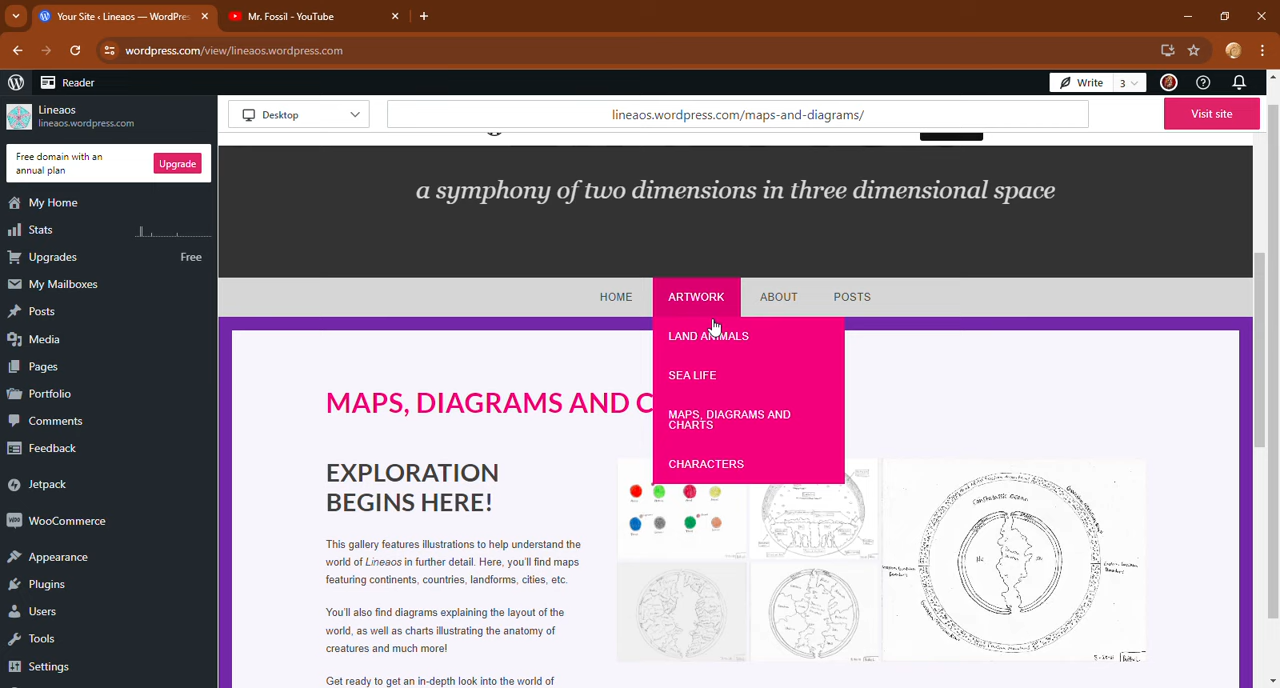 Your Site ‹ Lineaos — WordPres
Mr. Fossil - YouTube
wordpress.com/view/lineaos.wordpress.com
Reader
Write
3
Lineaos
lineaos.wordpress.com
Desktop
lineaos.wordpress.com/maps-and-diagrams/
Visit site
Free domain with an
annual plan
Upgrade
My Home
Stats
Upgrades
Free
My Mailboxes
Posts
Media
Pages
Portfolio
Comments
Feedback
Jetpack
WooCommerce
Appearance
Plugins
Users
Tools
Settings
a symphony of two dimensions in three dimensional space
HOME
ARTWORK
ABOUT
POSTS
LAND ANIMALS
SEA LIFE
MAPS, DIAGRAMS AND
CHARTS
CHARACTERS
MAPS, DIAGRAMS AND C
EXPLORATION
BEGINS HERE!
This gallery features illustrations to help understand the
world of Lineaos in further detail. Here, you'll find maps
featuring continents, countries, landforms, cities, etc.
You'll also find diagrams explaining the layout of the
world, as well as charts illustrating the anatomy of
creatures and much more!
Get ready to get an in-depth look into the world of